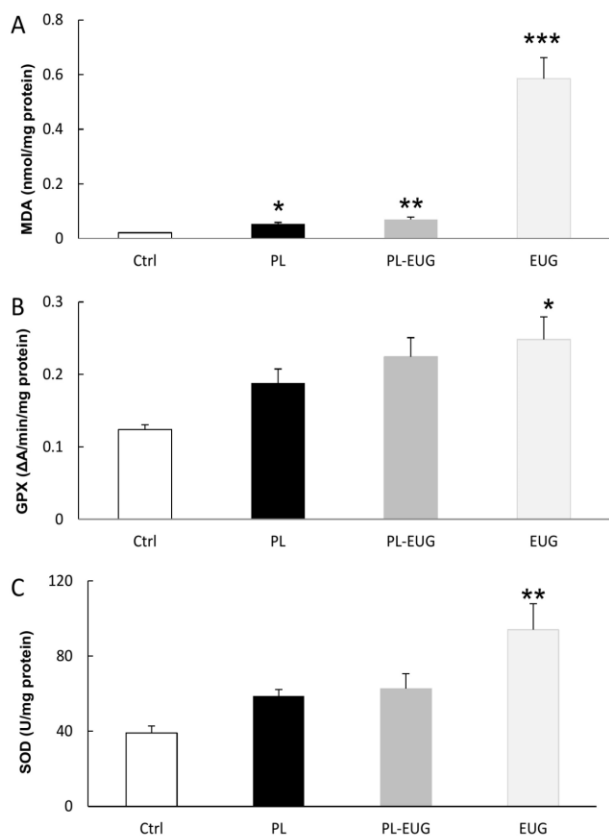 A
MDA (nmol/mg protein)
0.8
0.6
0.4
0.2
0
*
**
***
Ctrl PL PL-EUG EUG
B
GPX (ΔA/min/mg protein)
0.3
0.2
0.1
0
*
Ctrl PL PL-EUG EUG
C
SOD (U/mg protein)
120
80
40
0
**
Ctrl PL PL-EUG EUG